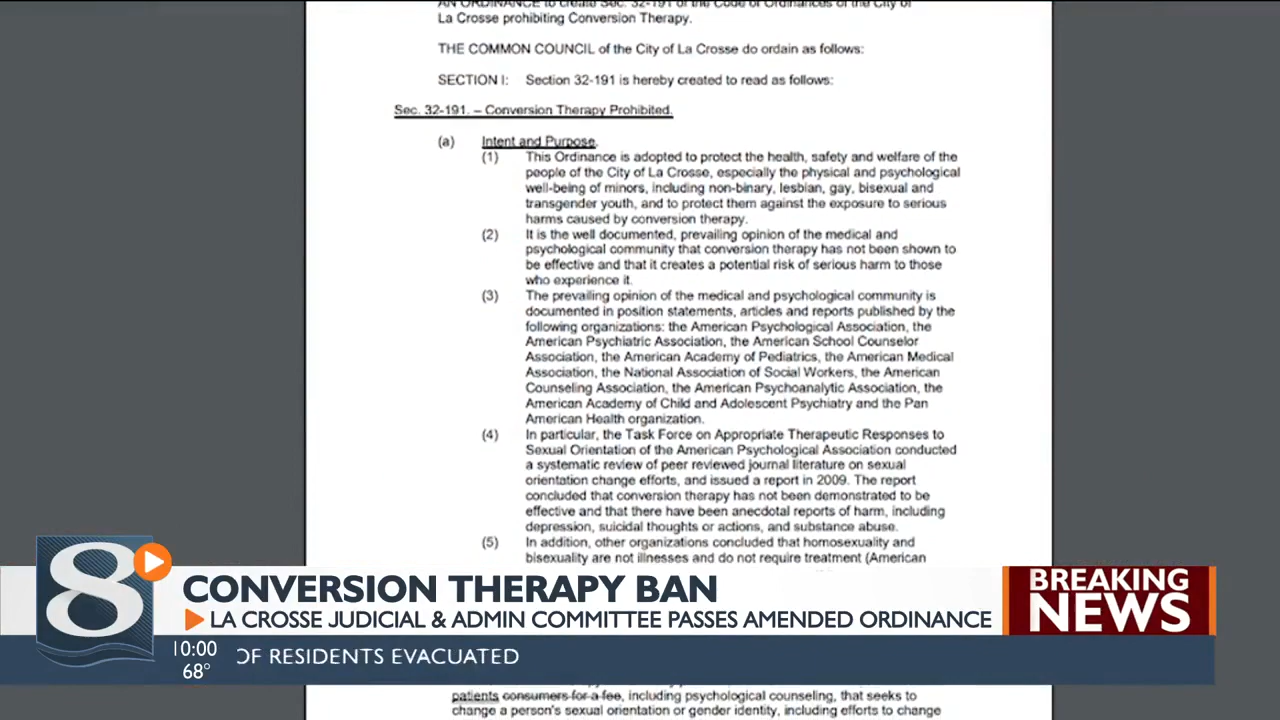 AN ORDINANCE to create Sec. 32-191 of the Code of Ordinances of the City of
La Crosse prohibiting Conversion Therapy.
THE COMMON COUNCIL of the City of La Crosse do ordain as follows:
SECTION I: Section 32-191 is hereby created to read as follows:
Sec. 32-191. – Conversion Therapy Prohibited.
(a) Intent and Purpose.
(1) This Ordinance is adopted to protect the health, safety and welfare of the
people of the City of La Crosse, especially the physical and psychological
well-being of minors, including non-binary, lesbian, gay, bisexual and
transgender youth, and to protect them against the exposure to serious
harms caused by conversion therapy.
(2) It is the well documented, prevailing opinion of the medical and
psychological community that conversion therapy has not been shown to
be effective and that it creates a potential risk of serious harm to those
who experience it.
(3) The prevailing opinion of the medical and psychological community is
documented in position statements, articles and reports published by the
following organizations: the American Psychological Association, the
American Psychiatric Association, the American School Counselor
Association, the American Academy of Pediatrics, the American Medical
Association, the National Association of Social Workers, the American
Counseling Association, the American Psychoanalytic Association, the
American Academy of Child and Adolescent Psychiatry and the Pan
American Health organization.
(4) In particular, the Task Force on Appropriate Therapeutic Responses to
Sexual Orientation of the American Psychological Association conducted
a systematic review of peer reviewed journal literature on sexual
orientation change efforts, and issued a report in 2009. The report
concluded that conversion therapy has not been demonstrated to be
effective and that there have been anecdotal reports of harm, including
depression, suicidal thoughts or actions, and substance abuse.
(5) In addition, other organizations concluded that homosexuality and
bisexuality are not illnesses and do not require treatment (American
8
CONVERSION THERAPY BAN
LA CROSSE JUDICIAL & ADMIN COMMITTEE PASSES AMENDED ORDINANCE
BREAKING
NEWS
10:00
68°
OF RESIDENTS EVACUATED
patients consumers for a fee, including psychological counseling, that seeks to
change a person's sexual orientation or gender identity, including efforts to change